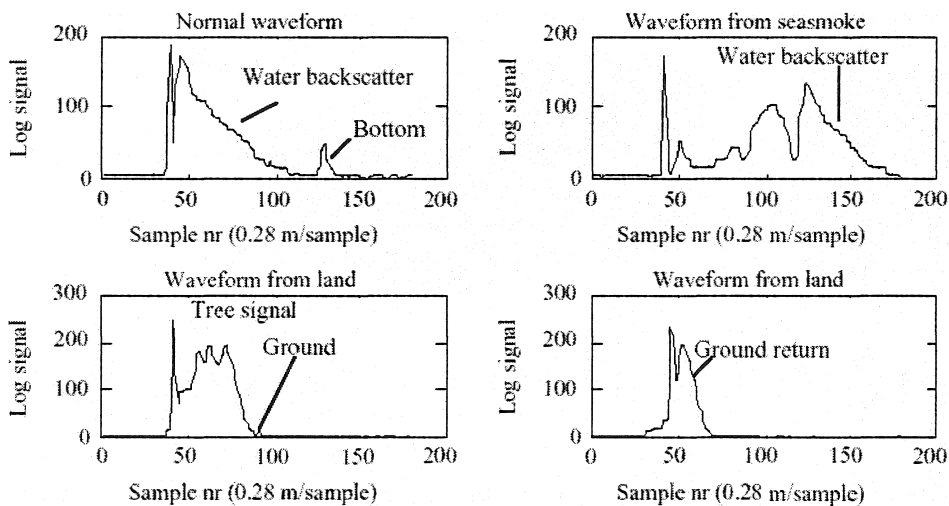 Normal waveform
200
100
0
Log signal
Water backscatter
Bottom
0 50 100 150 200
Sample nr (0.28 m/sample)
Waveform from seasmoke
200
100
0
Log signal
Water backscatter
0 50 100 150 200
Sample nr (0.28 m/sample)
Waveform from land
300
200
100
0
Log signal
Tree signal
Ground
0 50 100 150 200
Sample nr (0.28 m/sample)
Waveform from land
300
200
100
0
Log signal
Ground return
0 50 100 150 200
Sample nr (0.28 m/sample)